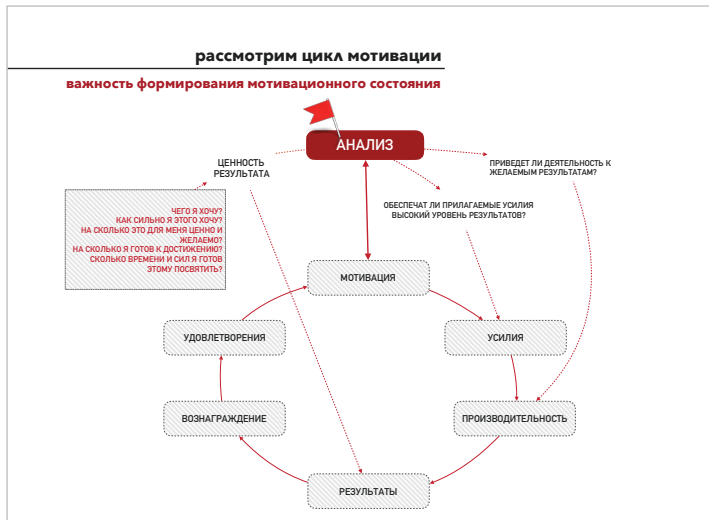 рассмотрим цикл мотивации
важность формирования мотивационного состояния
АНАЛИЗ
ЦЕННОСТЬ
РЕЗУЛЬТАТА
ПРИВЕДЕТ ЛИ ДЕЯТЕЛЬНОСТЬ К
ЖЕЛАЕМЫМ РЕЗУЛЬТАТАМ?
ЧЕГО Я ХОЧУ?
КАК СИЛЬНО Я ЭТОГО ХОЧУ?
НА СКОЛЬКО ЭТО ДЛЯ МЕНЯ ЦЕННО И
ЖЕЛАЕМО?
НА СКОЛЬКО Я ГОТОВ К ДОСТИЖЕНИЮ?
СКОЛЬКО ВРЕМЕНИ И СИЛ Я ГОТОВ
ЭТОМУ ПОСВЯТИТЬ?
ОБЕСПЕЧАТ ЛИ ПРИЛАГАЕМЫЕ УСИЛИЯ
ВЫСОКИЙ УРОВЕНЬ РЕЗУЛЬТАТОВ?
МОТИВАЦИЯ
УДОВЛЕТВОРЕНИЯ
УСИЛИЯ
ВОЗНАГРАЖДЕНИЕ
ПРОИЗВОДИТЕЛЬНОСТЬ
РЕЗУЛЬТАТЫ